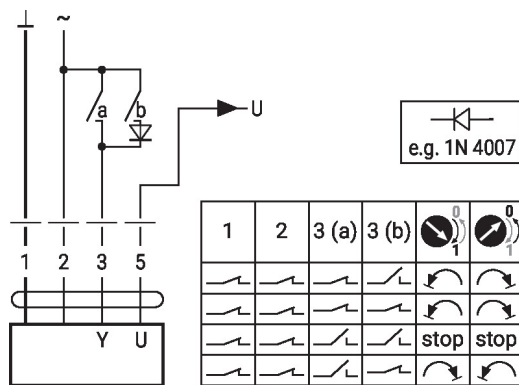 ⊥ ~
a b
U
e.g. 1N 4007
1 2 3 5
Y U
1 2 3 (a) 3 (b) 0 1 0 1
stop stop